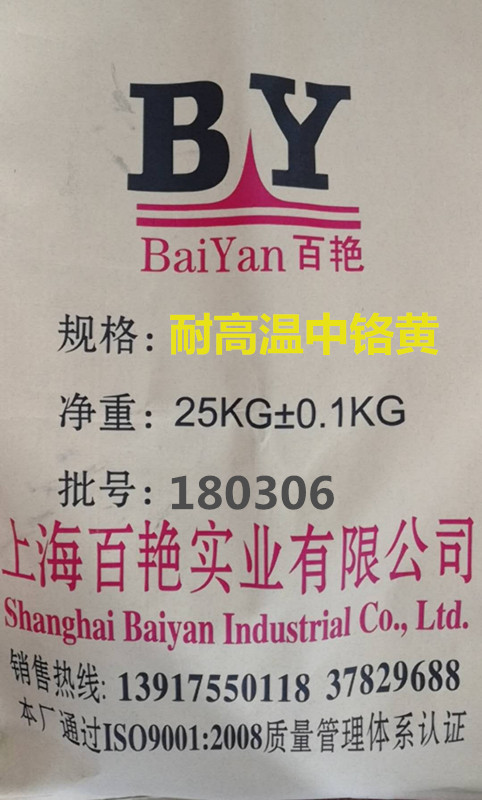 BY
BaiYan百艳
规格：耐高温中铬黄
净重：25KG±0.1KG
批号：180306
上海百艳实业有限公司
Shanghai Baiyan Industrial Co., Ltd.
销售热线: 13917550118 37829688
本厂通过ISO9001:2008质量管理体系认证